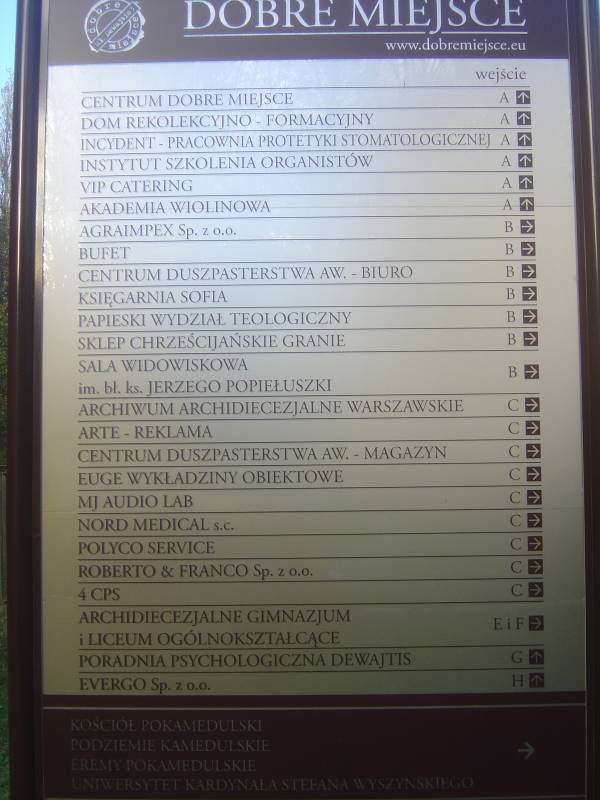 dobre miejsce
DOBRE MIEJSCE
www.dobremiejsce.eu
wejście
CENTRUM DOBRE MIEJSCE A ↑
DOM REKOLEKCYJNO - FORMACYJNY A ↑
INCYDENT - PRACOWNIA PROTETYKI STOMATOLOGICZNEJ A ↑
INSTYTUT SZKOLENIA ORGANISTÓW A ↑
VIP CATERING A ↑
AKADEMIA WIOLINOWA A ↑
AGRAIMPEX Sp. z o.o. B →
BUFET B →
CENTRUM DUSZPASTERSTWA AW. - BIURO B →
KSIĘGARNIA SOFIA B →
PAPIESKI WYDZIAŁ TEOLOGICZNY B →
SKLEP CHRZEŚCIJAŃSKIE GRANIE B →
SALA WIDOWISKOWA
im. bł. ks. JERZEGO POPIEŁUSZKI B →
ARCHIWUM ARCHIDIECEZJALNE WARSZAWSKIE C →
ARTE - REKLAMA C →
CENTRUM DUSZPASTERSTWA AW. - MAGAZYN C →
EUGE WYKŁADZINY OBIEKTOWE C →
MJ AUDIO LAB C →
NORD MEDICAL s.c. C →
POLYCO SERVICE C →
ROBERTO & FRANCO Sp. z o.o. C →
4 CPS C →
ARCHIDIECEZJALNE GIMNAZJUM
i LICEUM OGÓLNOKSZTAŁCĄCE E i F →
PORADNIA PSYCHOLOGICZNA DEWAJTIS G ↑
EVERGO Sp. z o.o. H ↑
KOŚCIÓŁ POKAMEDULSKI
PODZIEMIE KAMEDULSKIE
EREMY POKAMEDULSKIE →
UNIWERSYTET KARDYNAŁA STEFANA WYSZYNSKIEGO